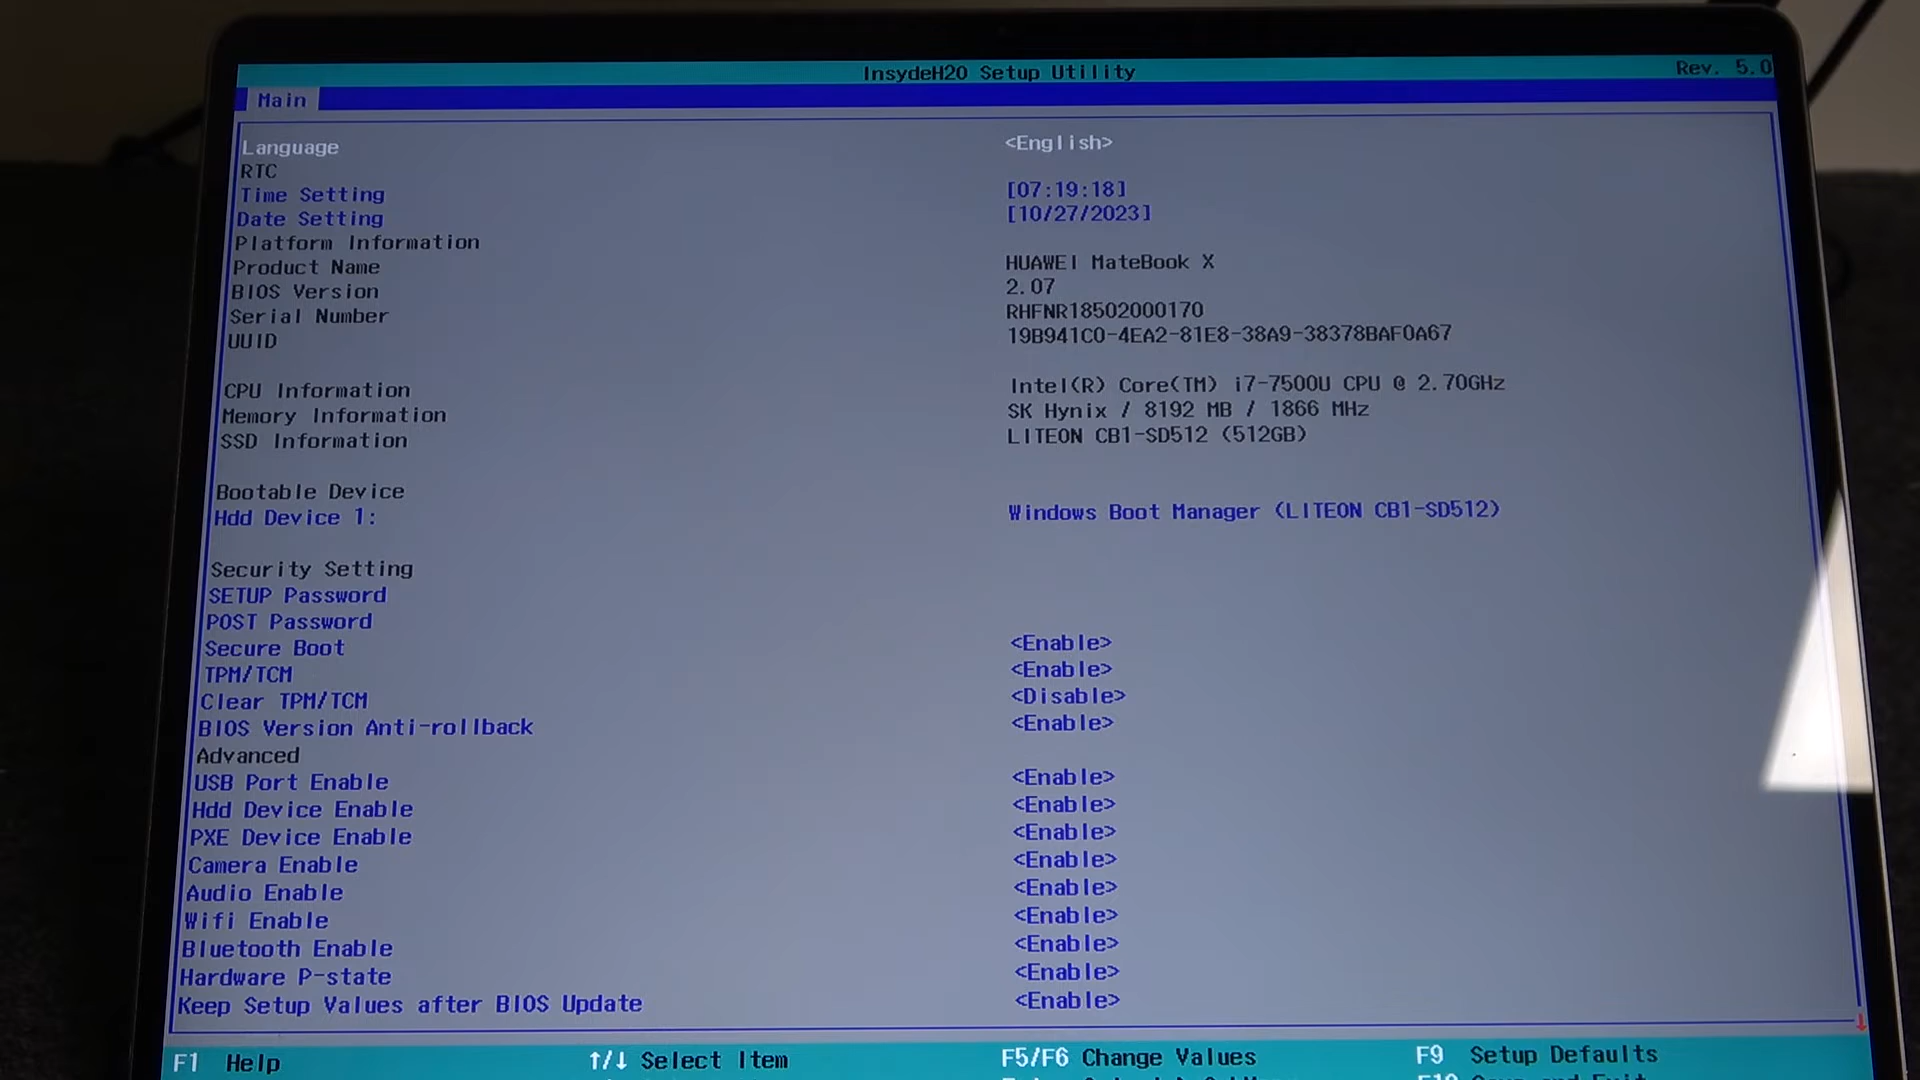 InsydeH20 Setup Utility Rev. 5.0
Main
Language <English>
RTC
Time Setting [07:19:18]
Date Setting [10/27/2023]
Platform Information
Product Name HUAWEI MateBook X
BIOS Version 2.07
Serial Number RHFNR18502000170
UUID 19B941C0-4EA2-81E8-38A9-38378BAF0A67
CPU Information Intel(R) Core(TM) i7-7500U CPU @ 2.70GHz
Memory Information SK Hynix / 8192 MB / 1866 MHz
SSD Information LITEON CB1-SD512 (512GB)
Bootable Device
Hdd Device 1: Windows Boot Manager (LITEON CB1-SD512)
Security Setting
SETUP Password
POST Password
Secure Boot <Enable>
TPM/TCM <Enable>
Clear TPM/TCM <Disable>
BIOS Version Anti-rollback <Enable>
Advanced
USB Port Enable <Enable>
Hdd Device Enable <Enable>
PXE Device Enable <Enable>
Camera Enable <Enable>
Audio Enable <Enable>
Wifi Enable <Enable>
Bluetooth Enable <Enable>
Hardware P-state <Enable>
Keep Setup Values after BIOS Update <Enable>
F1 Help ↑/↓ Select Item F5/F6 Change Values F9 Setup Defaults